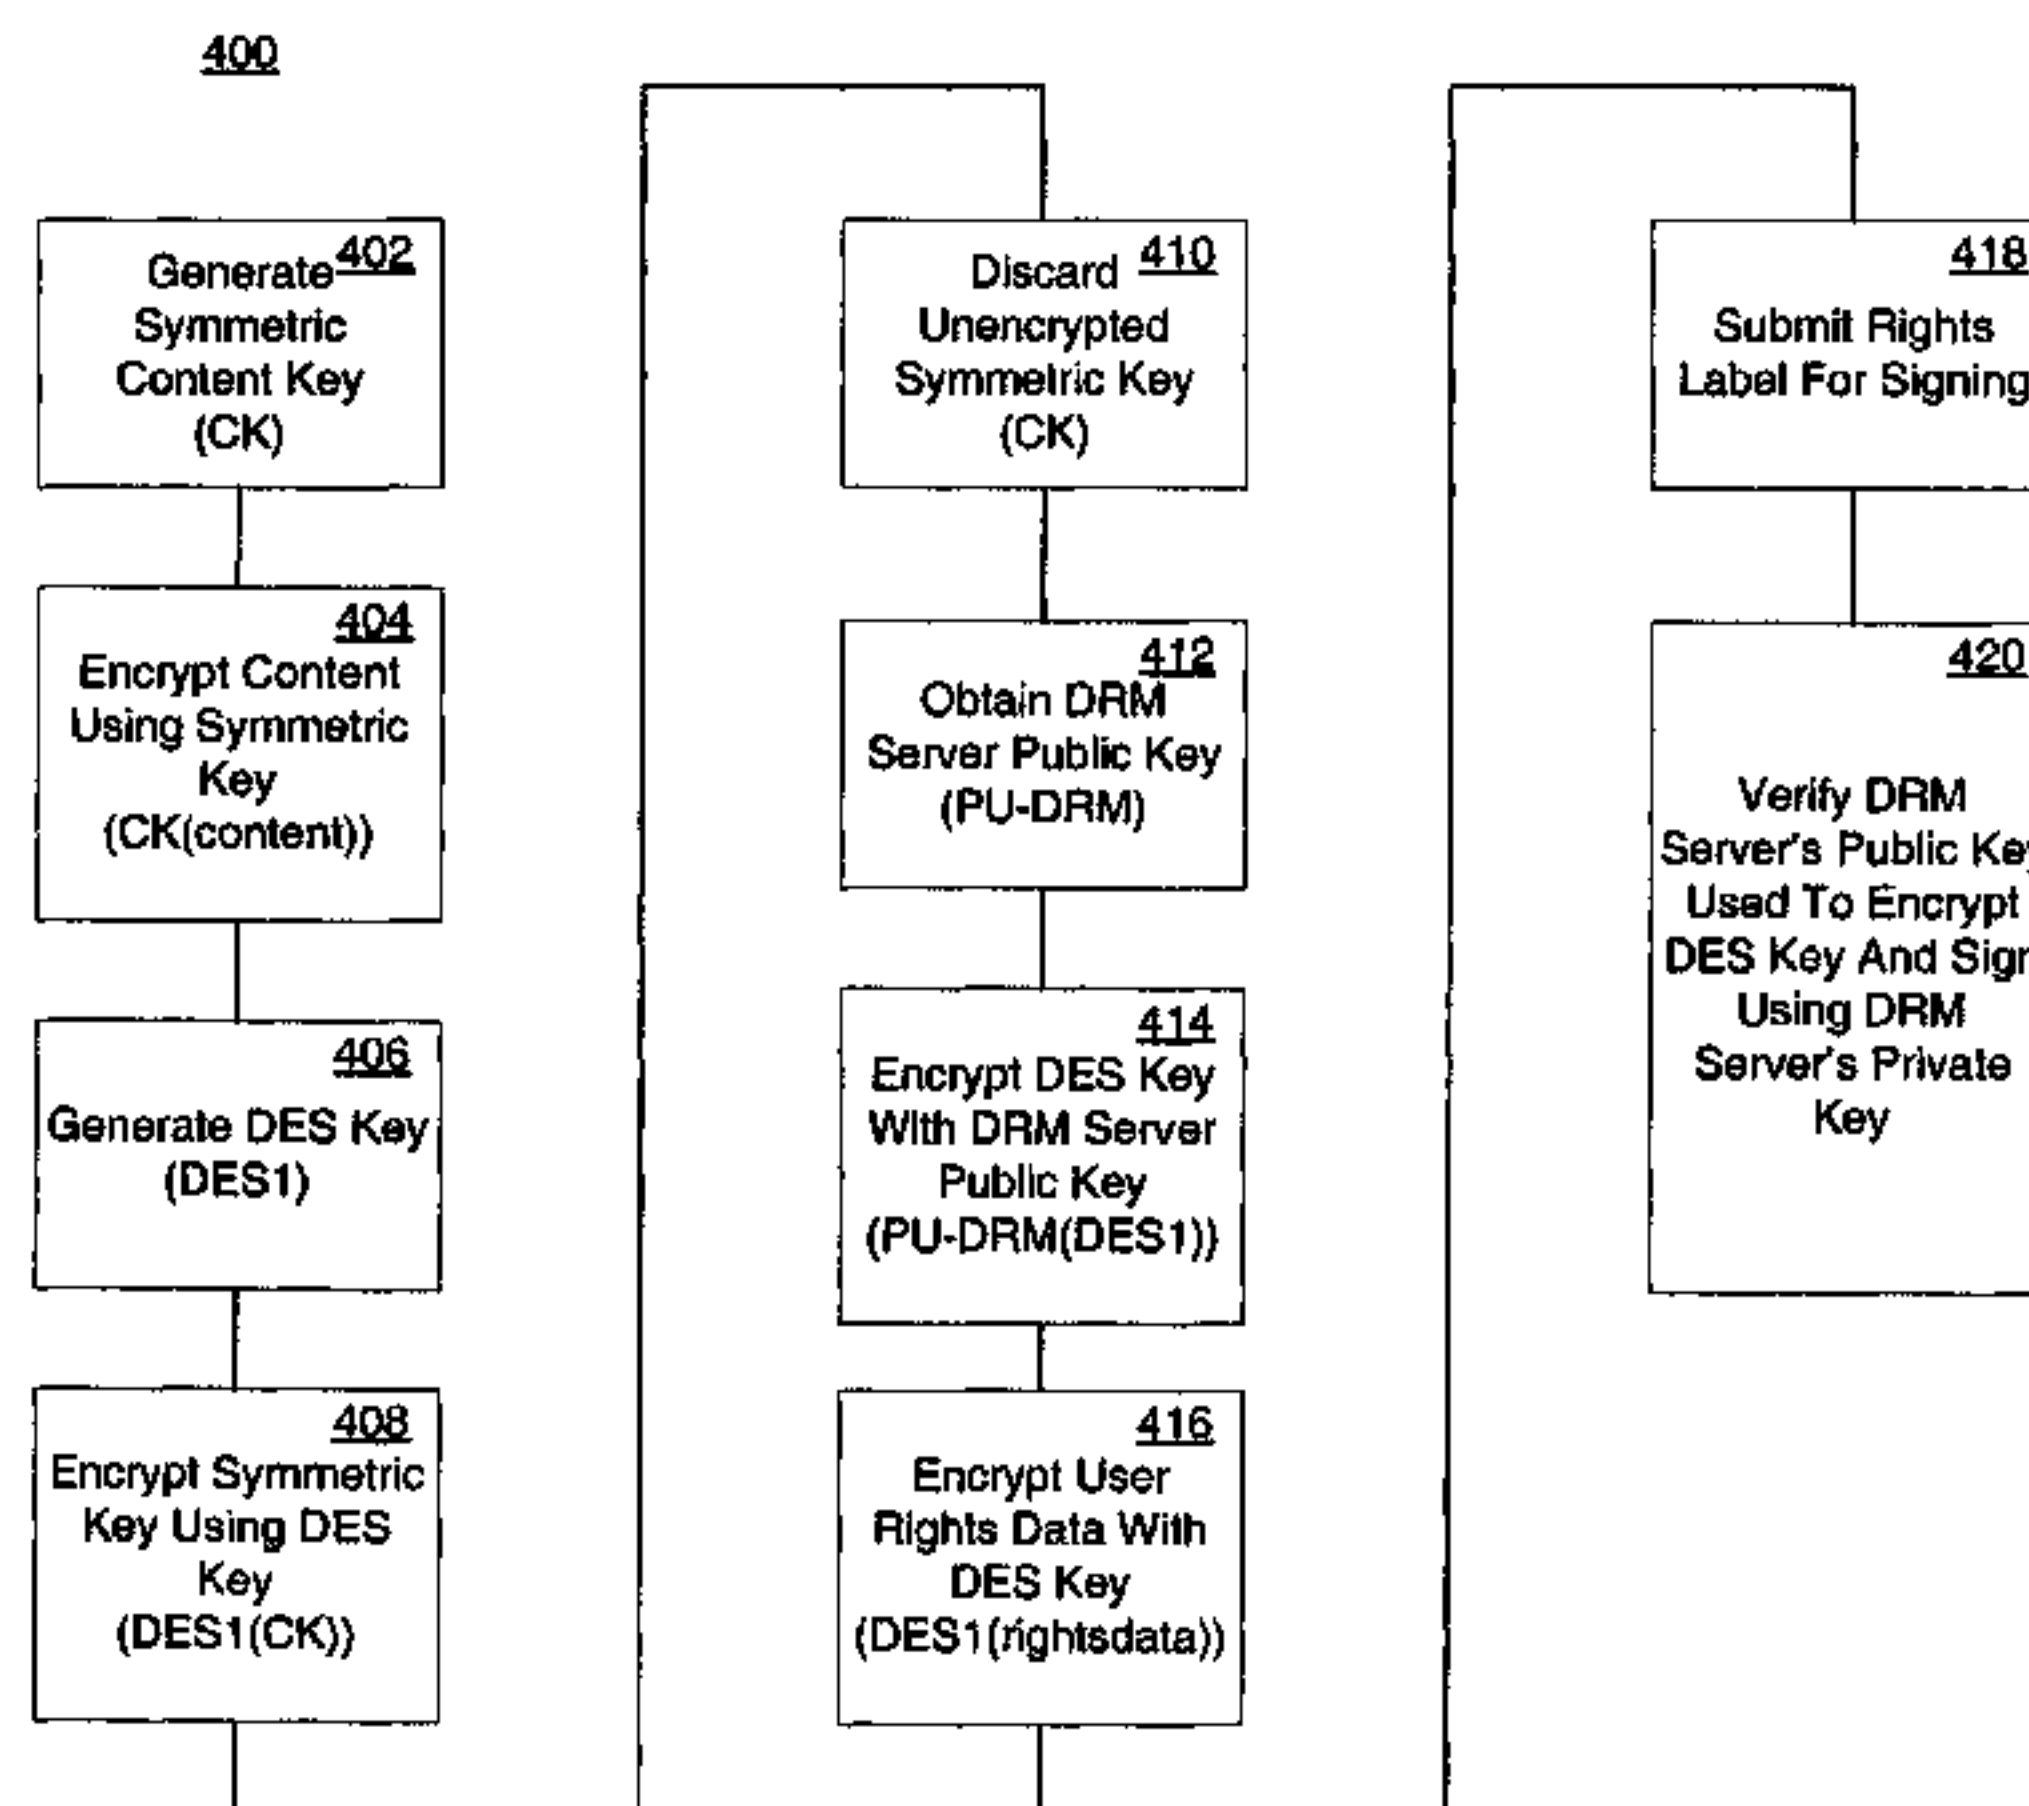 400
402
Generate
Symmetric
Content Key
(CK)
404
Encrypt Content
Using Symmetric
Key
(CK(content))
406
Generate DES Key
(DES1)
408
Encrypt Symmetric
Key Using DES
Key
(DES1(CK))
410
Discard
Unencrypted
Symmetric Key
(CK)
412
Obtain DRM
Server Public Key
(PU-DRM)
414
Encrypt DES Key
With DRM Server
Public Key
(PU-DRM(DES1))
416
Encrypt User
Rights Data With
DES Key
(DES1(rightsdata))
418
Submit Rights
Label For Signing
420
Verify DRM
Server's Public Key
Used To Encrypt
DES Key And Sign
Using DRM
Server's Private
Key